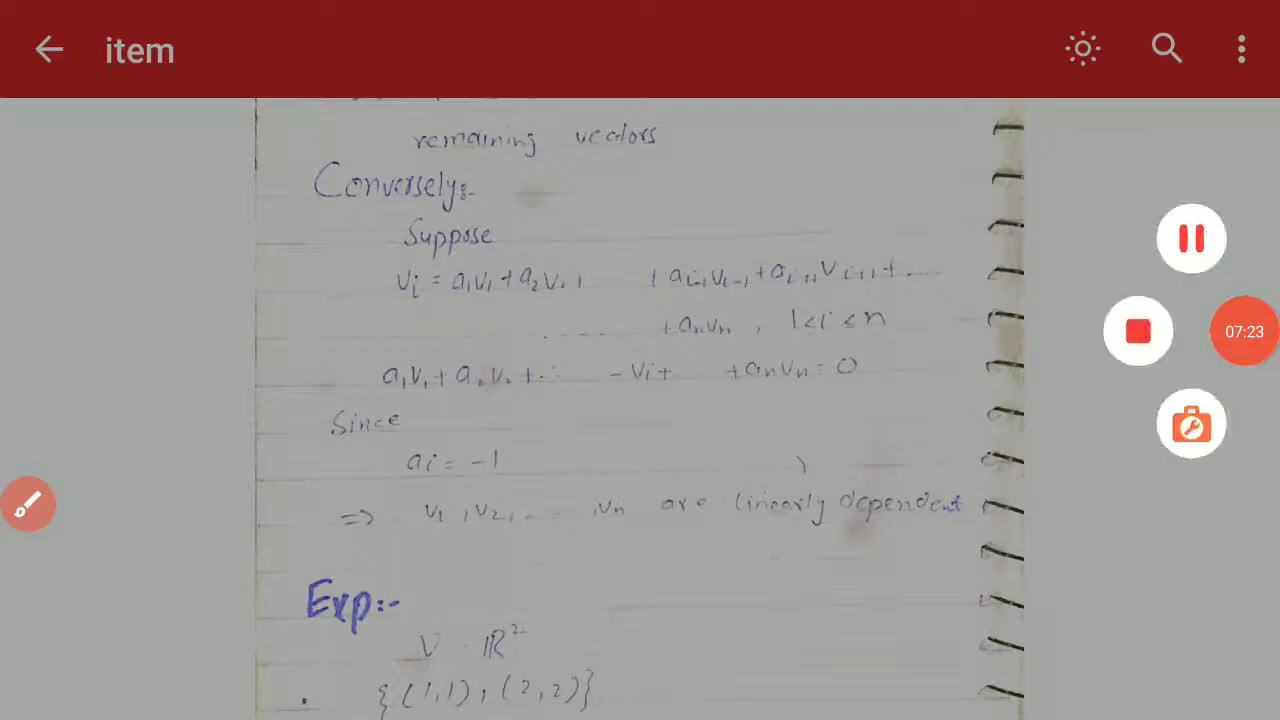 item
remaining vectors
Conversely:-
Suppose
vi = a1v1 + a2v2 + ai-1vi-1 + ai+1vi+1 + ....
..... + anvn , 1<i≤n
07:23
a1v1 + a2v2 + .. - vi + + anvn = 0
Since
ai = -1
=> v1 , v2, ... , vn are linearly dependent
Exp:-
V R²
{(1,1), (2,2)}